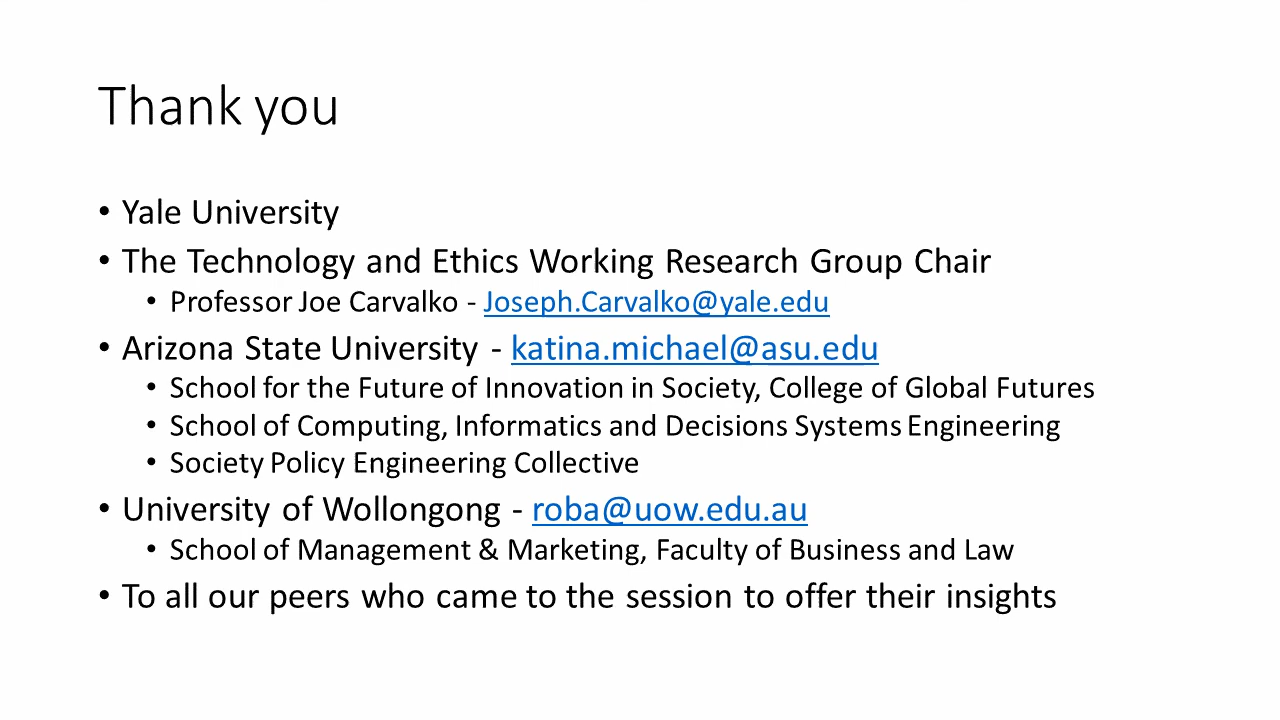 Thank you
• Yale University
• The Technology and Ethics Working Research Group Chair
• Professor Joe Carvalko - Joseph.Carvalko@yale.edu
• Arizona State University - katina.michael@asu.edu
• School for the Future of Innovation in Society, College of Global Futures
• School of Computing, Informatics and Decisions Systems Engineering
• Society Policy Engineering Collective
• University of Wollongong - roba@uow.edu.au
• School of Management & Marketing, Faculty of Business and Law
• To all our peers who came to the session to offer their insights